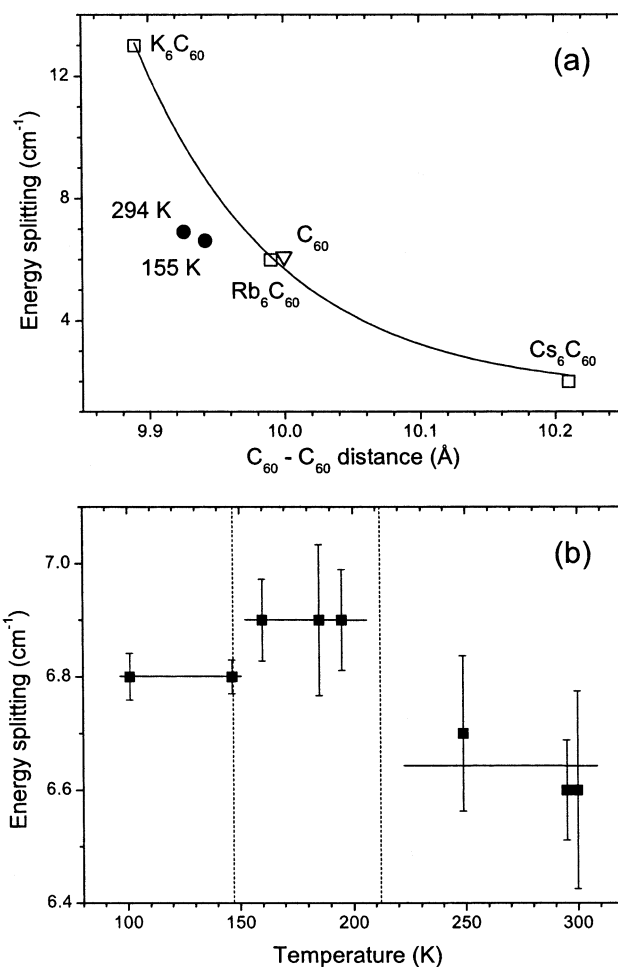 (a)
K₆C₆₀
12
8
4
Energy splitting (cm⁻¹)
294 K
155 K
C₆₀
Rb₆C₆₀
Cs₆C₆₀
9.9 10.0 10.1 10.2
C₆₀ - C₆₀ distance (Å)
(b)
7.0
6.8
6.6
6.4
Energy splitting (cm⁻¹)
100 150 200 250 300
Temperature (K)